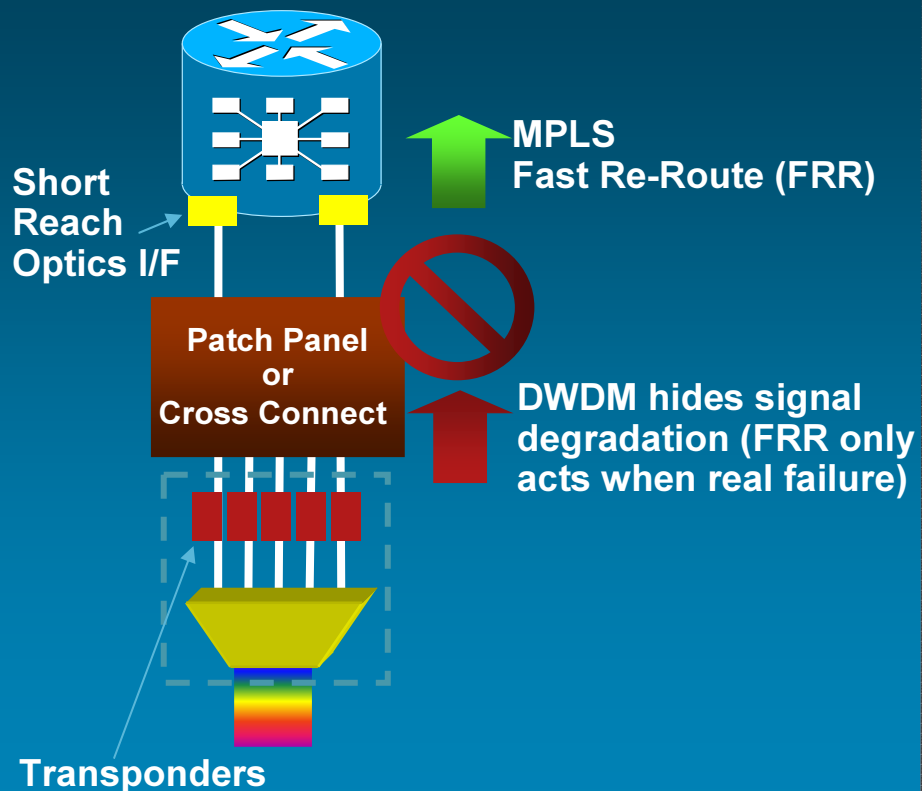 MPLS
Fast Re-Route (FRR)
Short
Reach
Optics I/F
Patch Panel
or
Cross Connect
DWDM hides signal
degradation (FRR only
acts when real failure)
Transponders